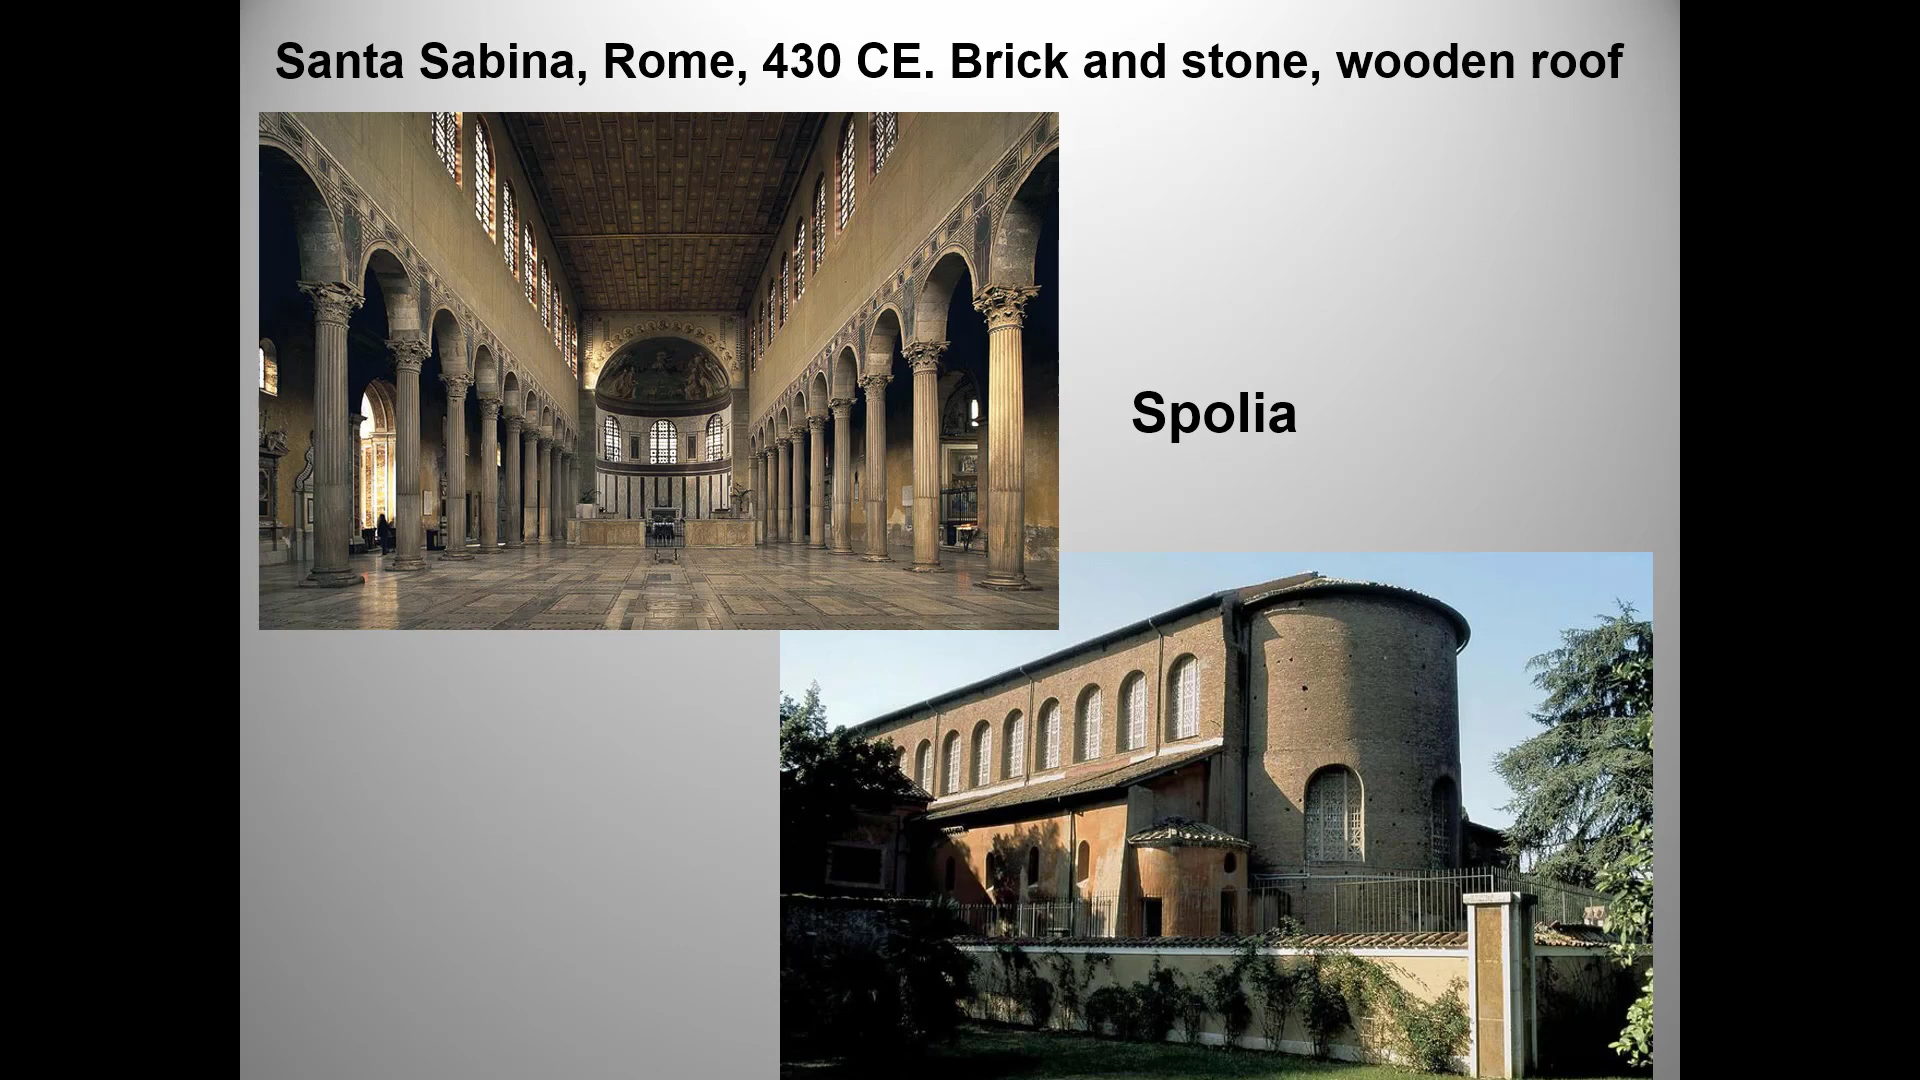 Santa Sabina, Rome, 430 CE. Brick and stone, wooden roof
Spolia